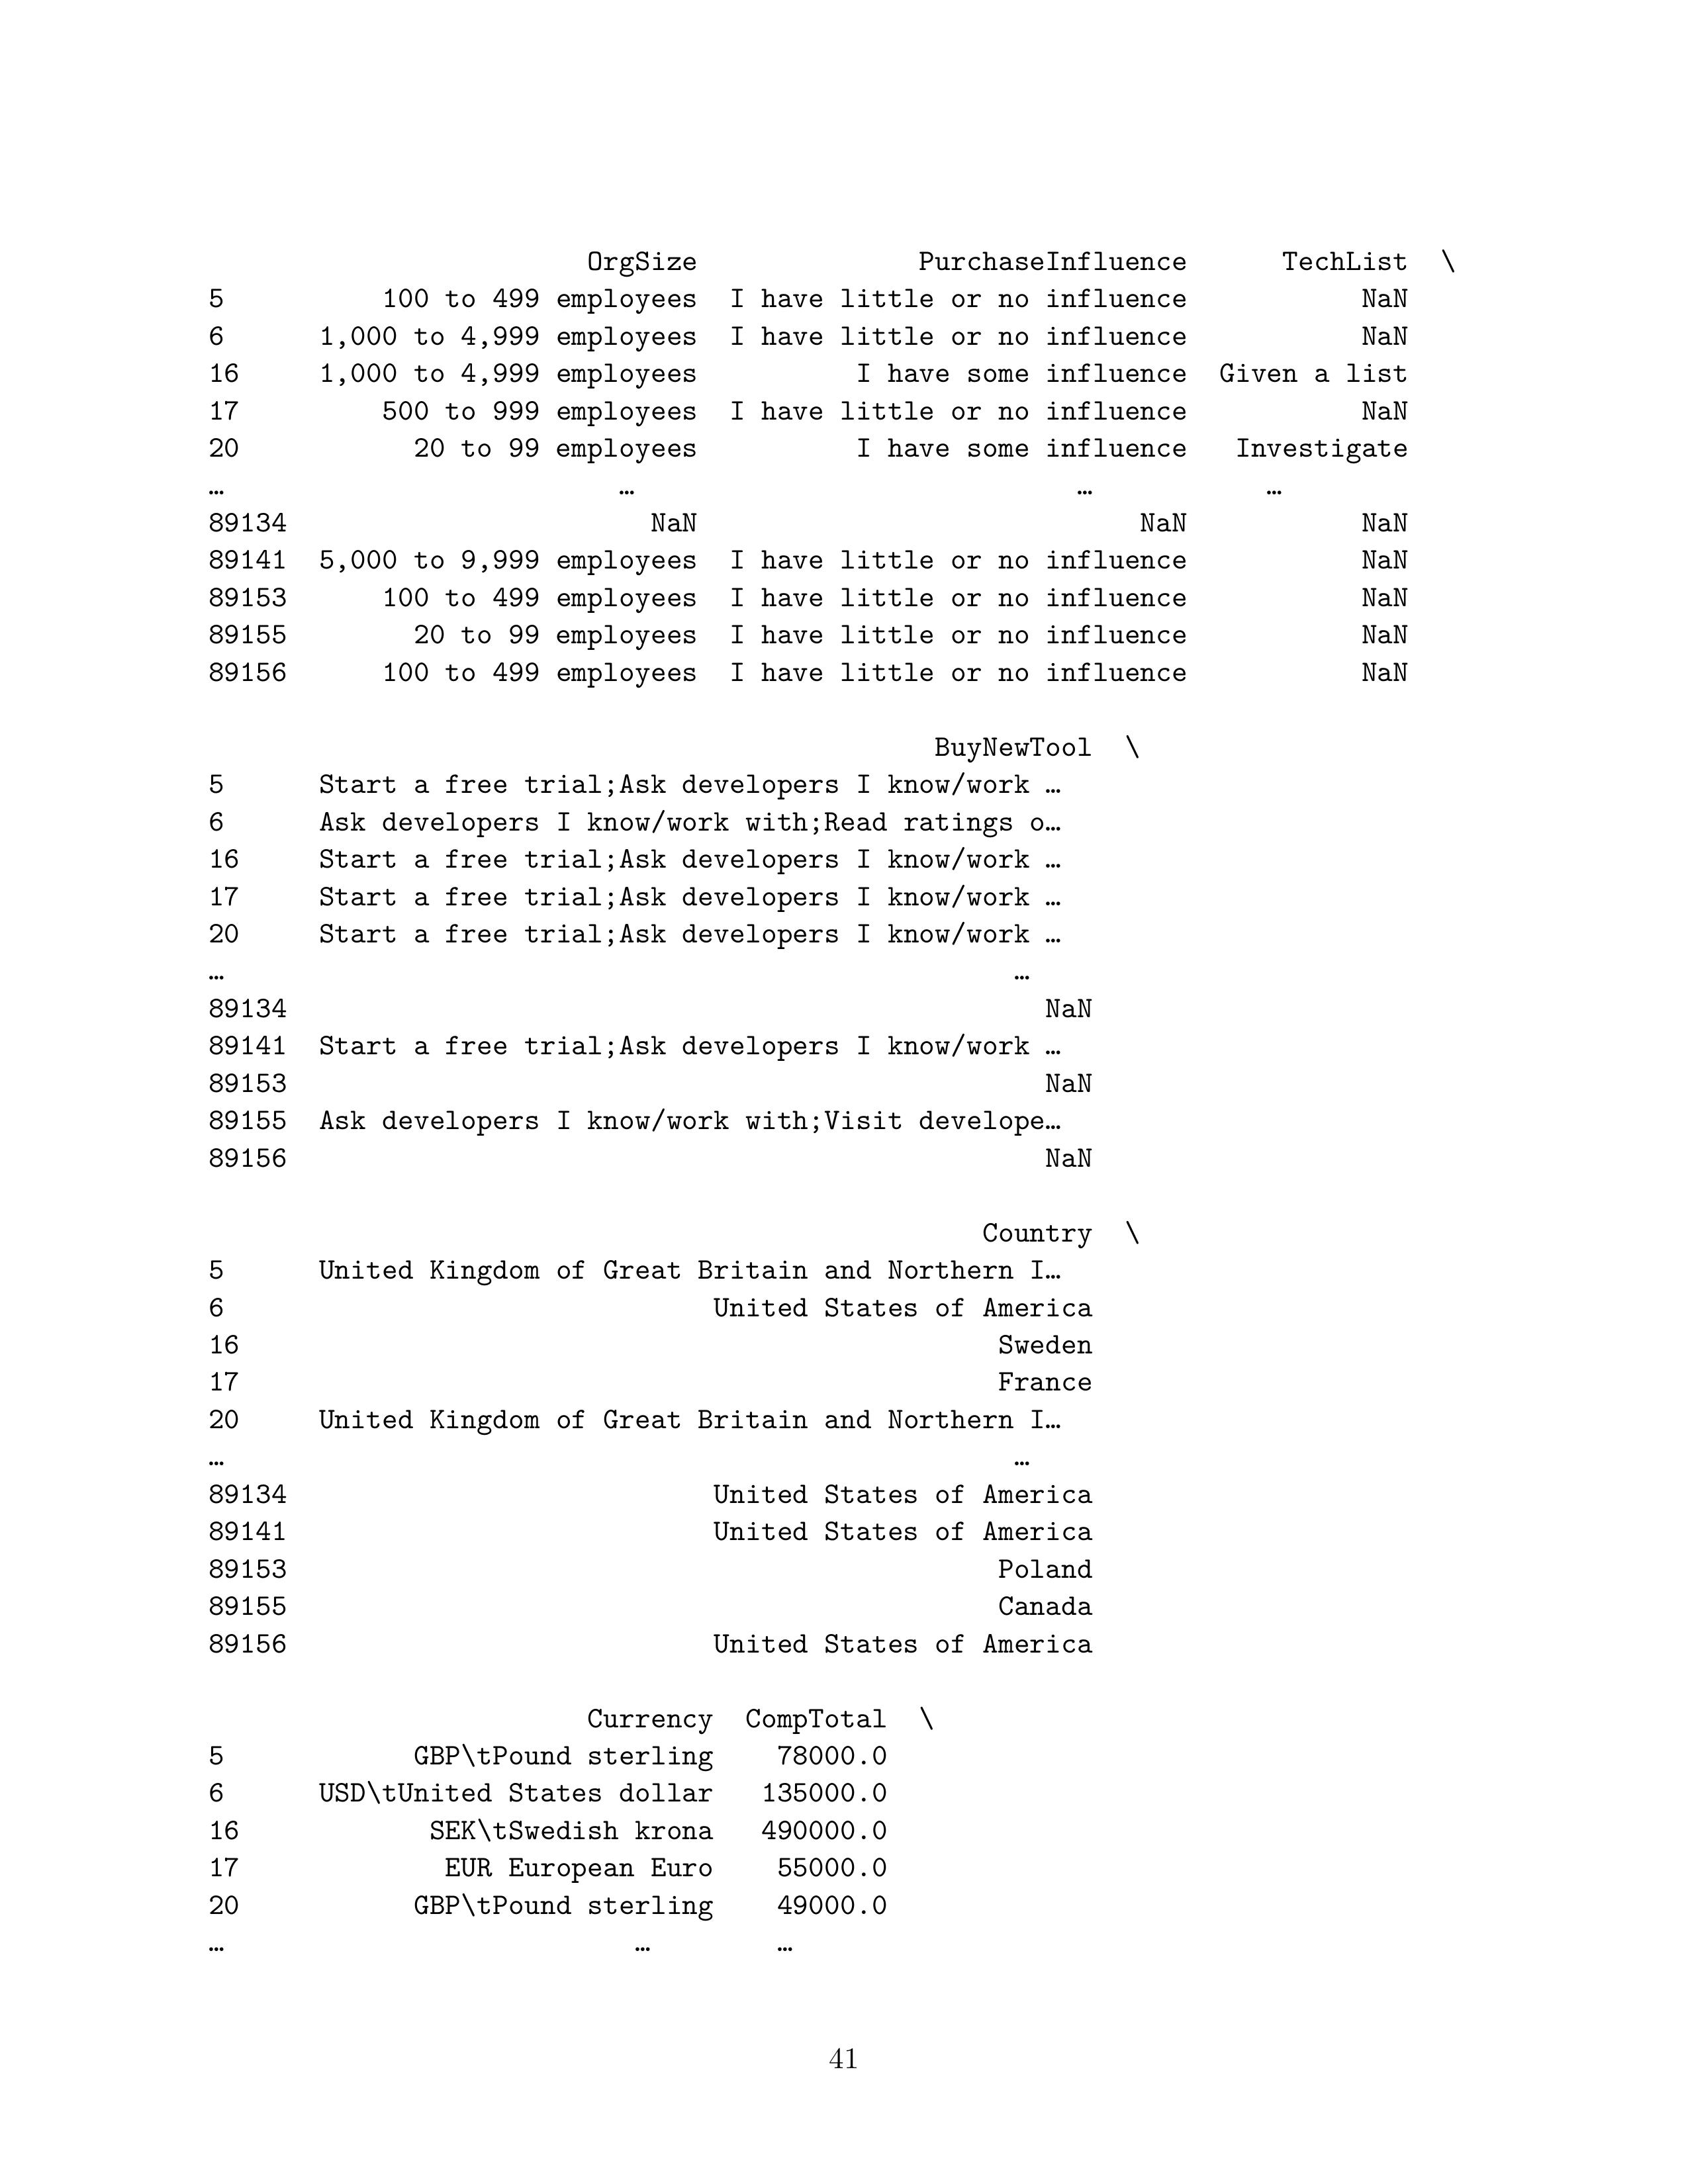 OrgSize              PurchaseInfluence      TechList  \
5          100 to 499 employees  I have little or no influence           NaN
6      1,000 to 4,999 employees  I have little or no influence           NaN
16     1,000 to 4,999 employees          I have some influence  Given a list
17         500 to 999 employees  I have little or no influence           NaN
20           20 to 99 employees          I have some influence   Investigate
…                         …                            …           …
89134                       NaN                            NaN           NaN
89141  5,000 to 9,999 employees  I have little or no influence           NaN
89153      100 to 499 employees  I have little or no influence           NaN
89155        20 to 99 employees  I have little or no influence           NaN
89156      100 to 499 employees  I have little or no influence           NaN

                                              BuyNewTool  \
5      Start a free trial;Ask developers I know/work …
6      Ask developers I know/work with;Read ratings o…
16     Start a free trial;Ask developers I know/work …
17     Start a free trial;Ask developers I know/work …
20     Start a free trial;Ask developers I know/work …
…                                                  …
89134                                                NaN
89141  Start a free trial;Ask developers I know/work …
89153                                                NaN
89155  Ask developers I know/work with;Visit develope…
89156                                                NaN

                                                 Country  \
5      United Kingdom of Great Britain and Northern I…
6                               United States of America
16                                                Sweden
17                                                France
20     United Kingdom of Great Britain and Northern I…
…                                                  …
89134                           United States of America
89141                           United States of America
89153                                             Poland
89155                                             Canada
89156                           United States of America

                        Currency  CompTotal  \
5            GBP\tPound sterling    78000.0
6      USD\tUnited States dollar   135000.0
16            SEK\tSwedish krona   490000.0
17             EUR European Euro    55000.0
20           GBP\tPound sterling    49000.0
…                          …        …

41